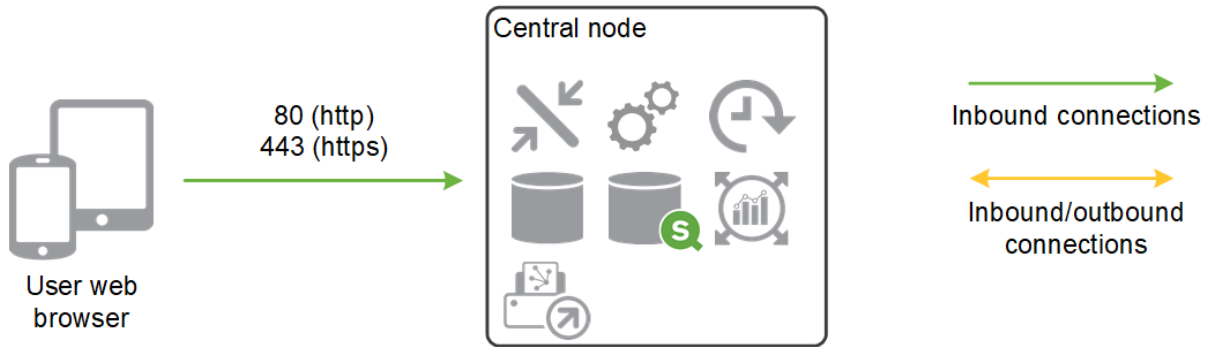 Central node
80 (http)
443 (https)
Inbound connections
Inbound/outbound
connections
S
User web
browser